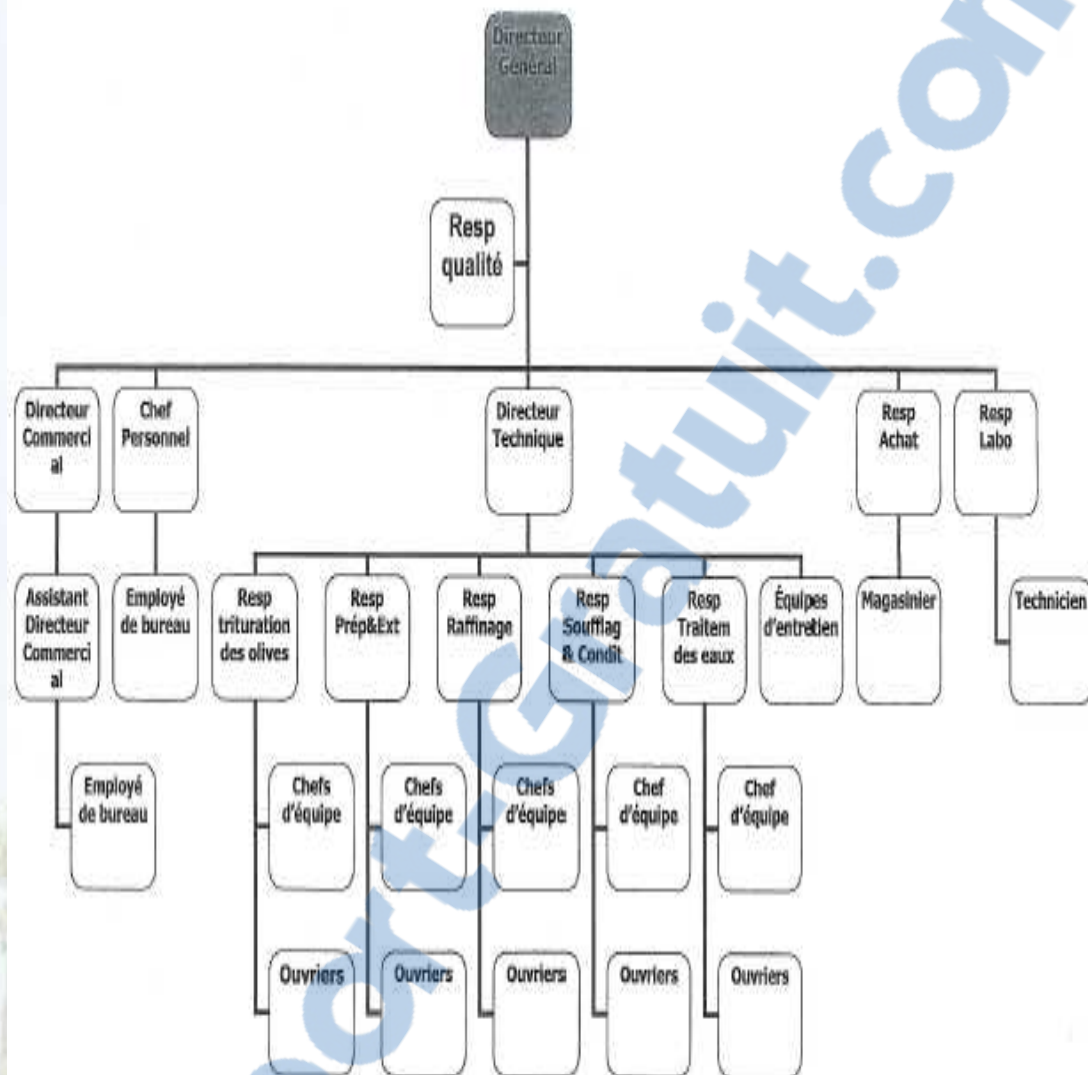 Directeur
Général
Resp
qualité
Directeur
Commerci
al
Chef
Personnel
Directeur
Technique
Resp
Achat
Resp
Labo
Assistant
Directeur
Commerci
al
Employé
de bureau
Resp
trituration
des olives
Resp
Prép&Ext
Resp
Raffinage
Resp
Soufflag
& Condit
Resp
Traitem
des eaux
Équipes
d'entretien
Magasinier
Technicien
Employé
de bureau
Chefs
d'équipe
Chefs
d'équipe
Chefs
d'équipe
Chef
d'équipe
Chef
d'équipe
Ouvriers
Ouvriers
Ouvriers
Ouvriers
Ouvriers
ort-Gratuit.com